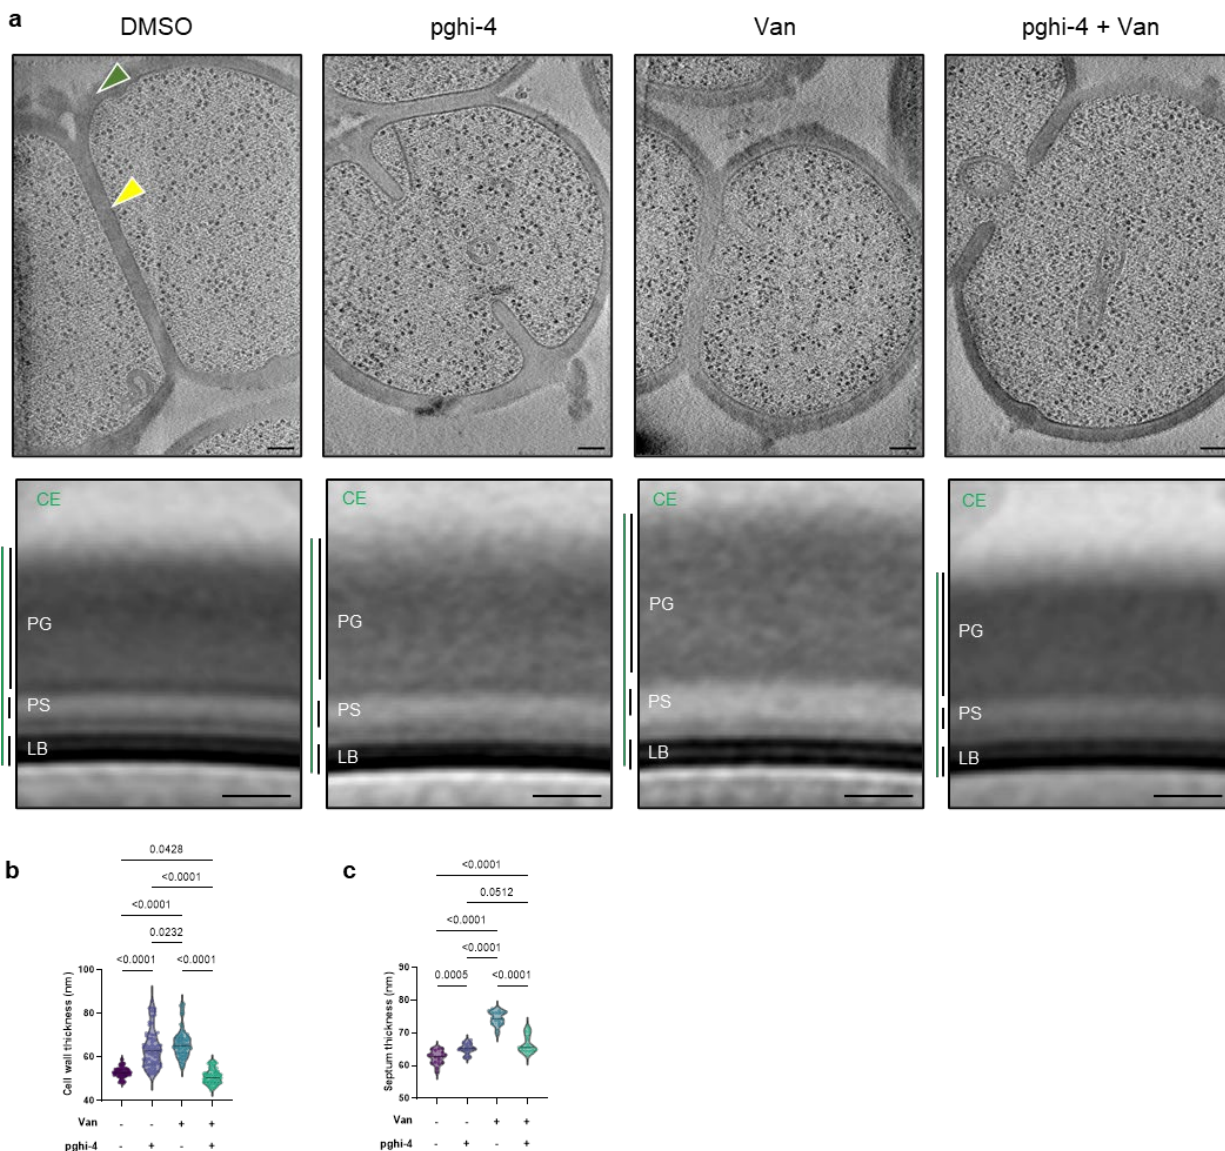 a
DMSO
pghi-4
Van
pghi-4 + Van
CE
CE
CE
CE
PG
PG
PG
PG
PS
PS
PS
PS
LB
LB
LB
LB
b
0.0428
<0.0001
<0.0001
0.0232
<0.0001
<0.0001
Cell wall thickness (nm)
100
80
60
40
Van - - + +
pghi-4 - + - +
c
<0.0001
0.0512
<0.0001
<0.0001
0.0005
<0.0001
Septum thickness (nm)
90
80
70
60
50
Van - - + +
pghi-4 - + - +